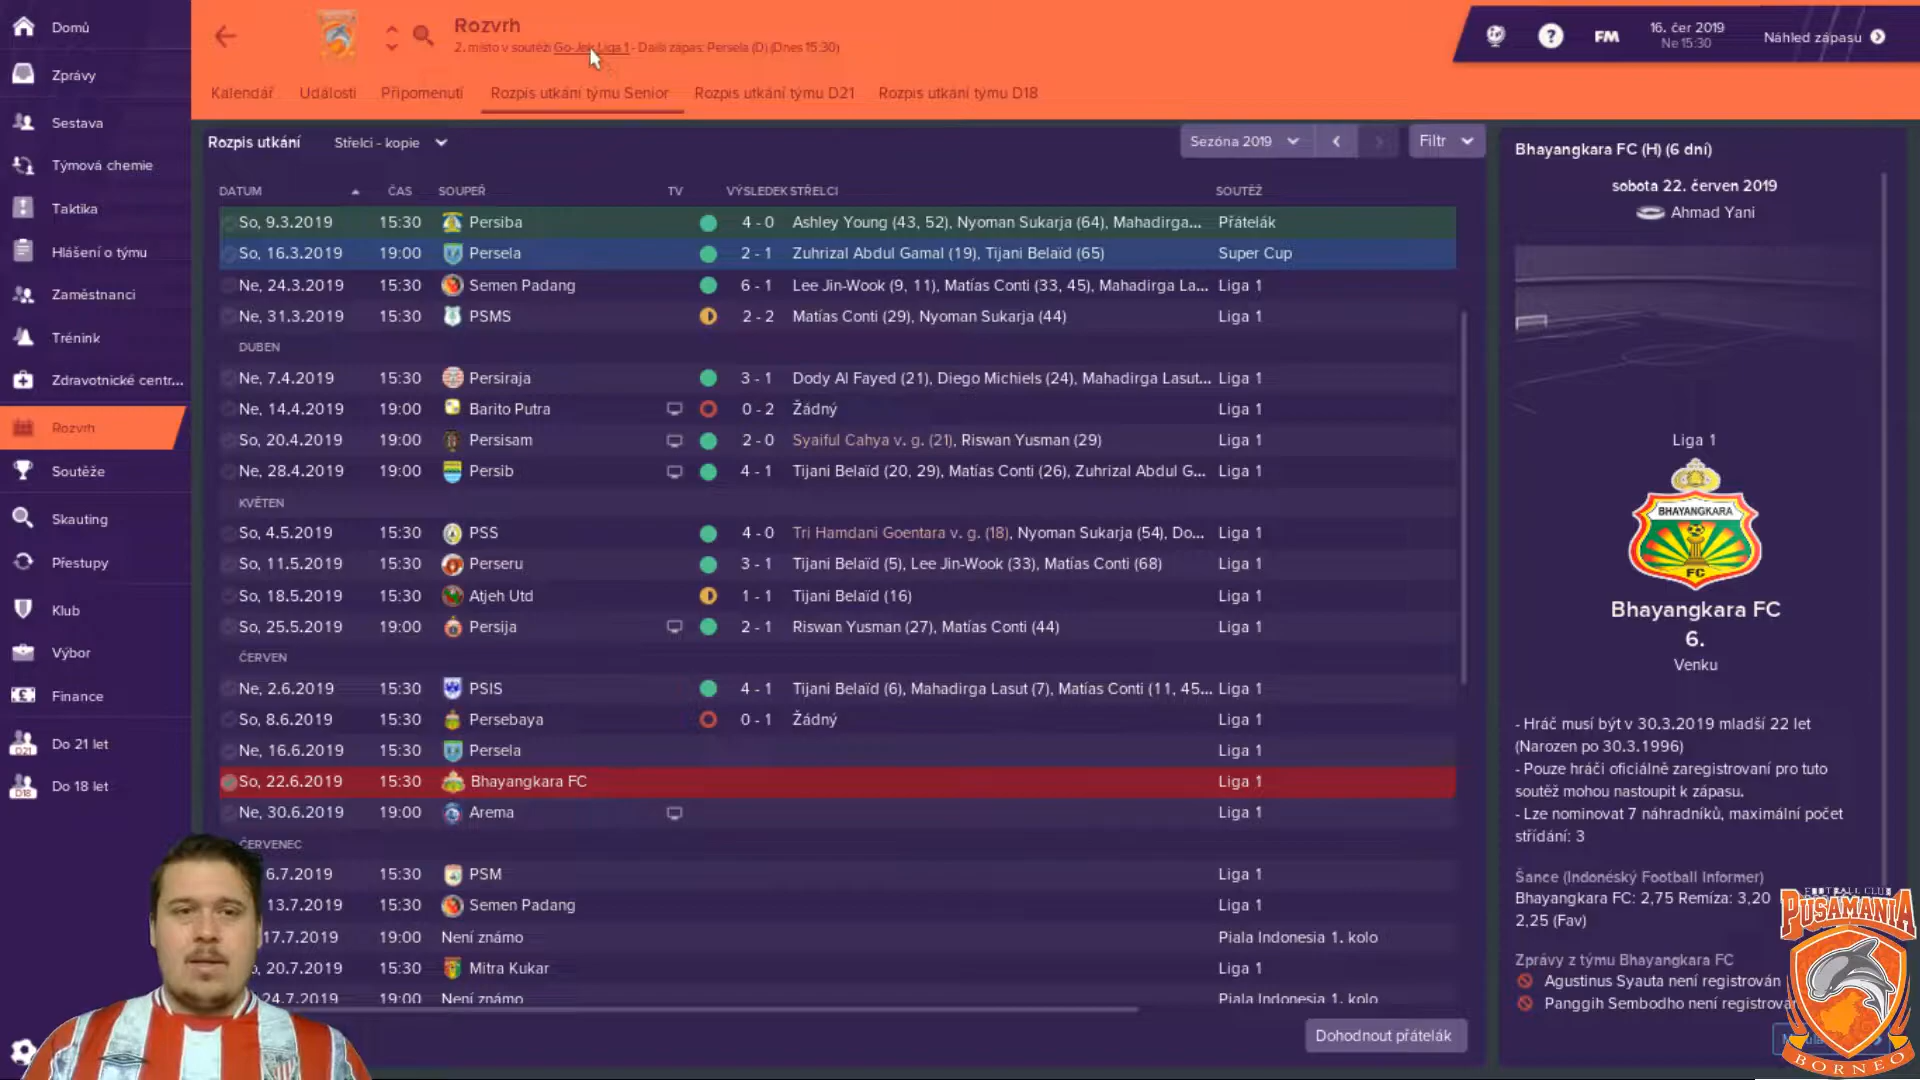 Domů
Zprávy
Sestava
Týmová chemie
Taktika
Hlášení o týmu
Zaměstnanci
Trénink
Zdravotnické centr...
Rozvrh
Soutěže
Skauting
Přestupy
Klub
Výbor
Finance
Do 21 let
Do 18 let
Rozvrh
2. místo v soutěži Go-Jek Liga 1 - Další zápas: Persela (D) (Dnes 15:30)
FM
16. čer 2019
Ne 15:30
Náhled zápasu
Kalendář Události Připomenutí Rozpis utkání týmu Senior Rozpis utkání týmu D21 Rozpis utkání týmu D18
Rozpis utkání Střelci - kopie Sezóna 2019 Filtr
DATUM ČAS SOUPEŘ TV VÝSLEDEK STŘELCI SOUTĚŽ
So, 9.3.2019 15:30 Persiba 4 - 0 Ashley Young (43, 52), Nyoman Sukarja (64), Mahadirga... Přátelák
So, 16.3.2019 19:00 Persela 2 - 1 Zuhrizal Abdul Gamal (19), Tijani Belaïd (65) Super Cup
Ne, 24.3.2019 15:30 Semen Padang 6 - 1 Lee Jin-Wook (9, 11), Matías Conti (33, 45), Mahadirga La... Liga 1
Ne, 31.3.2019 15:30 PSMS 2 - 2 Matías Conti (29), Nyoman Sukarja (44) Liga 1
DUBEN
Ne, 7.4.2019 15:30 Persiraja 3 - 1 Dody Al Fayed (21), Diego Michiels (24), Mahadirga Lasut... Liga 1
Ne, 14.4.2019 19:00 Barito Putra 0 - 2 Žádný Liga 1
So, 20.4.2019 19:00 Persisam 2 - 0 Syaiful Cahya v. g. (21), Riswan Yusman (29) Liga 1
Ne, 28.4.2019 19:00 Persib 4 - 1 Tijani Belaïd (20, 29), Matías Conti (26), Zuhrizal Abdul G... Liga 1
KVĚTEN
So, 4.5.2019 15:30 PSS 4 - 0 Tri Hamdani Goentara v. g. (18), Nyoman Sukarja (54), Do... Liga 1
So, 11.5.2019 15:30 Perseru 3 - 1 Tijani Belaïd (5), Lee Jin-Wook (33), Matías Conti (68) Liga 1
So, 18.5.2019 15:30 Atjeh Utd 1 - 1 Tijani Belaïd (16) Liga 1
So, 25.5.2019 19:00 Persija 2 - 1 Riswan Yusman (27), Matías Conti (44) Liga 1
ČERVEN
Ne, 2.6.2019 15:30 PSIS 4 - 1 Tijani Belaïd (6), Mahadirga Lasut (7), Matías Conti (11, 45... Liga 1
So, 8.6.2019 15:30 Persebaya 0 - 1 Žádný Liga 1
Ne, 16.6.2019 15:30 Persela Liga 1
So, 22.6.2019 15:30 Bhayangkara FC Liga 1
Ne, 30.6.2019 19:00 Arema Liga 1
ČERVENEC
6.7.2019 15:30 PSM Liga 1
13.7.2019 15:30 Semen Padang Liga 1
17.7.2019 19:00 Není známo Piala Indonesia 1. kolo
20.7.2019 15:30 Mitra Kukar Liga 1
24.7.2019 19:00 Není známo Piala Indonesia 1. kolo
Dohodnout přátelák
Bhayangkara FC (H) (6 dní)
sobota 22. červen 2019
Ahmad Yani
Liga 1
BHAYANGKARA
FC
Bhayangkara FC
6.
Venku
- Hráč musí být v 30.3.2019 mladší 22 let
(Narozen po 30.3.1996)
- Pouze hráči oficiálně zaregistrovaní pro tuto
soutěž mohou nastoupit k zápasu.
- Lze nominovat 7 náhradníků, maximální počet
střídání: 3
Šance (Indonéský Football Informer)
Bhayangkara FC: 2,75 Remíza: 3,20
2,25 (Fav)
Zprávy z týmu Bhayangkara FC
Agustinus Syauta není registrován
Panggih Sembodho není registrován
FOOTBALL CLUB
PUSAMANIA
BORNEO